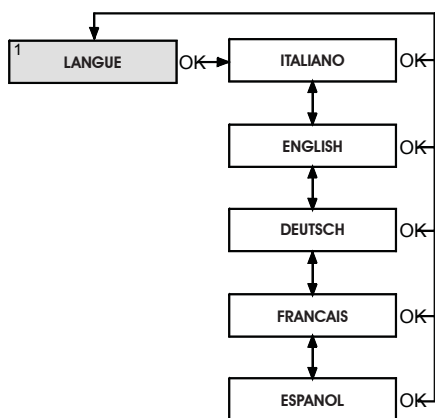 1
LANGUE OK ITALIANO OK
ENGLISH OK
DEUTSCH OK
FRANCAIS OK
ESPANOL OK